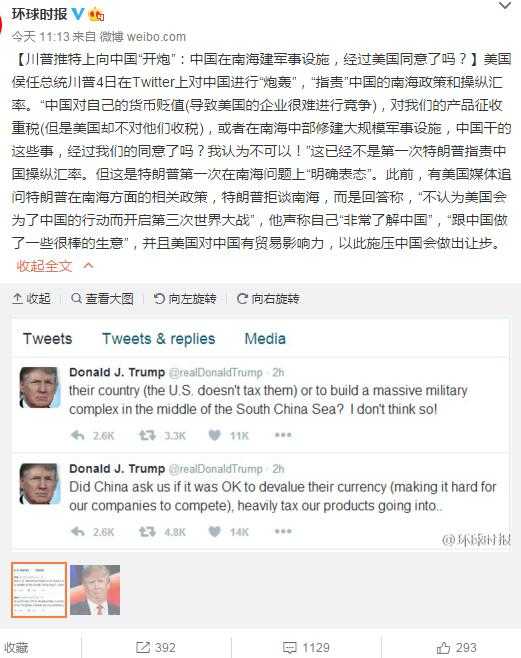 环球时报
今天 11:13 来自 微博 weibo.com
【川普推特上向中国“开炮”：中国在南海建军事设施，经过美国同意了吗？】美国
侯任总统川普4日在Twitter上对中国进行“炮轰”，“指责”中国的南海政策和操纵汇
率。“中国对自己的货币贬值(导致美国的企业很难进行竞争)，对我们的产品征收
重税(但是美国却不对他们收税)，或者在南海中部修建大规模军事设施，中国干的
这些事，经过我们的同意了吗？我认为不可以！”这已经不是第一次特朗普指责中
国操纵汇率。但这是特朗普第一次在南海问题上“明确表态”。此前，有美国媒体追
问特朗普在南海方面的相关政策，特朗普拒谈南海，而是回答称，“不认为美国会
为了中国的行动而开启第三次世界大战”，他声称自己“非常了解中国”，“跟中国做
了一些很棒的生意”，并且美国对中国有贸易影响力，以此施压中国会做出让步。
收起全文
收起 查看大图 向左旋转 向右旋转
Tweets Tweets & replies Media
Donald J. Trump @realDonaldTrump · 2h
their country (the U.S. doesn't tax them) or to build a massive military
complex in the middle of the South China Sea? I don't think so!
2.6K 3.3K 11K
Donald J. Trump @realDonaldTrump · 2h
Did China ask us if it was OK to devalue their currency (making it hard for
our companies to compete), heavily tax our products going into..
2.6K 4.8K 14K
@环球时报
收藏 392 1129 293